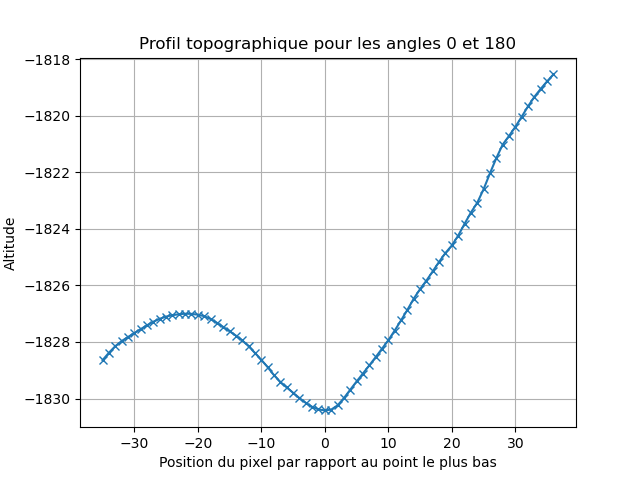 Profil topographique pour les angles 0 et 180
−1818
−1820
−1822
−1824
−1826
−1828
−1830
Altitude
−30 −20 −10 0 10 20 30
Position du pixel par rapport au point le plus bas